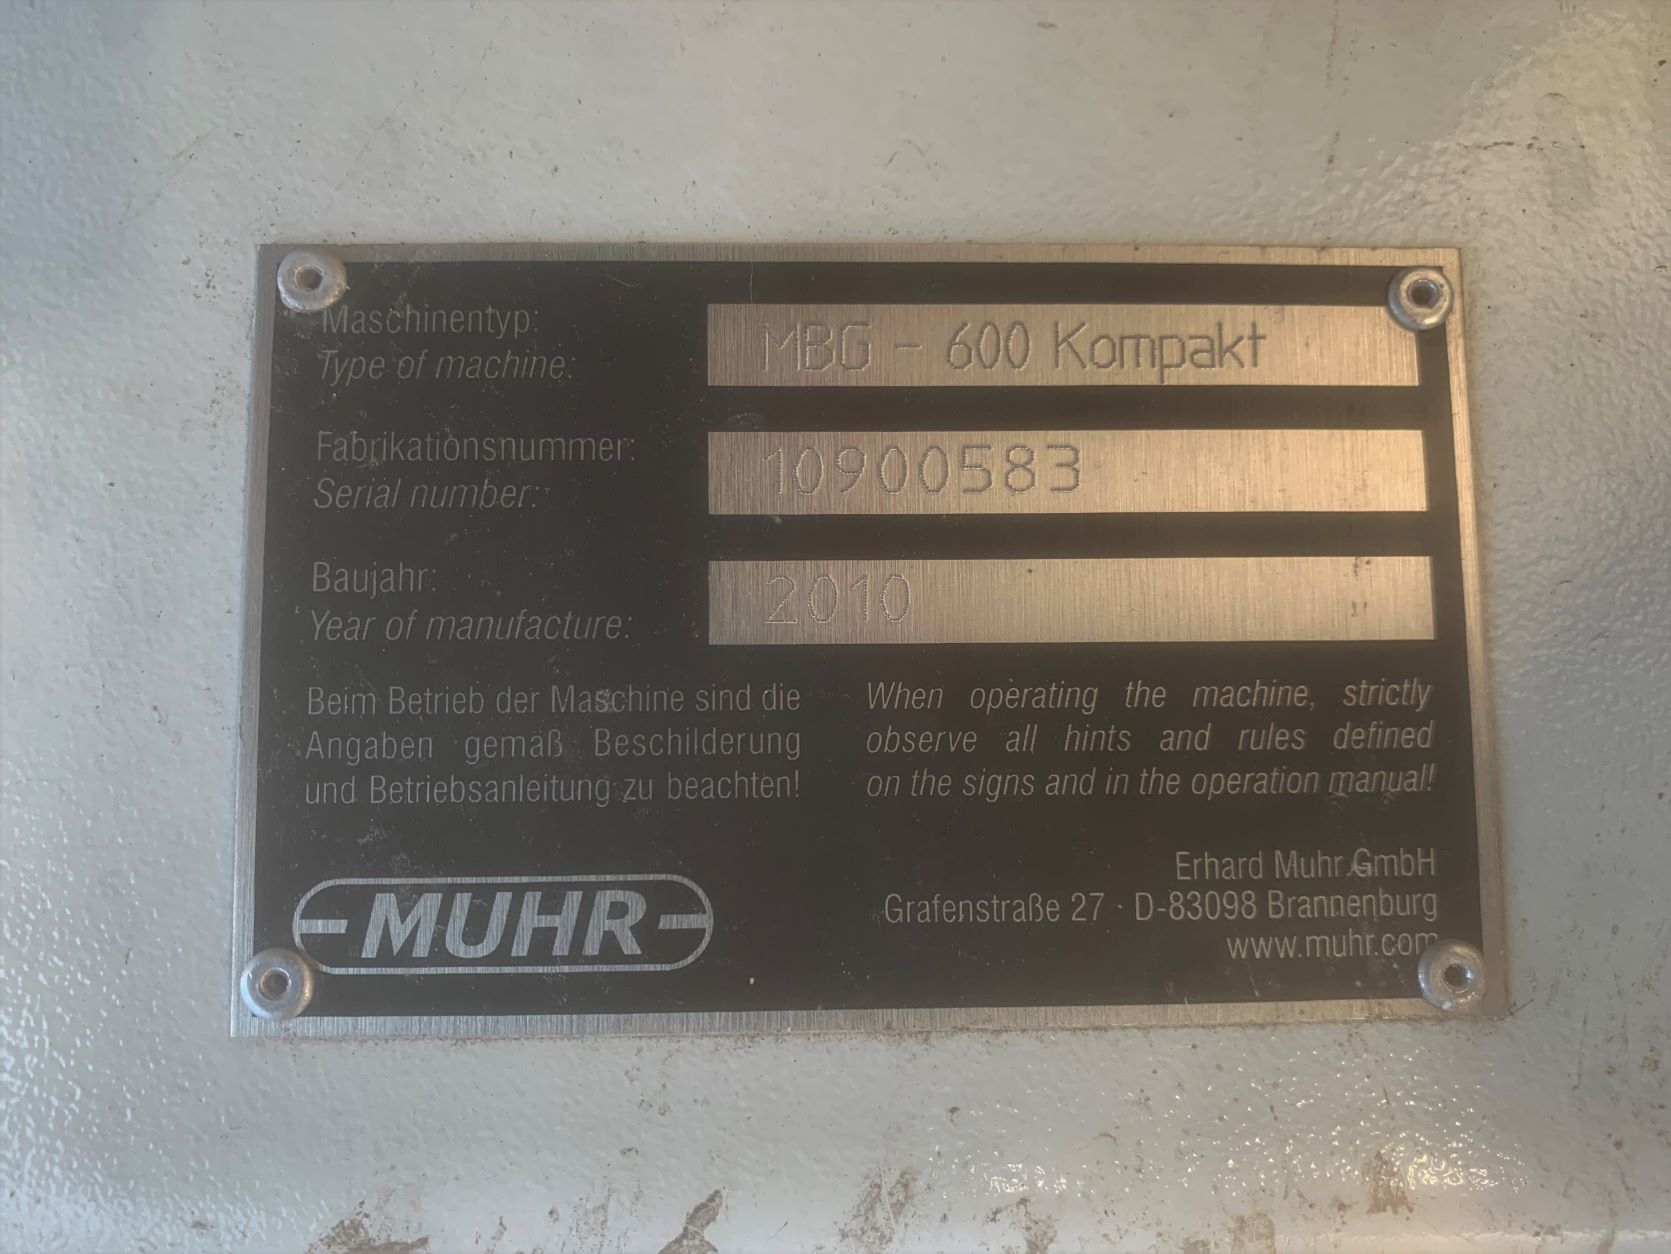 Maschinentyp:
Type of machine:
MBG - 600 Kompakt
Fabrikationsnummer:
Serial number:
10900583
Baujahr:
Year of manufacture:
2010
Beim Betrieb der Maschine sind die
Angaben gemäß Beschilderung
und Betriebsanleitung zu beachten!
When operating the machine, strictly
observe all hints and rules defined
on the signs and in the operation manual!
MUHR
Erhard Muhr GmbH
Grafenstraße 27 · D-83098 Brannenburg
www.muhr.com